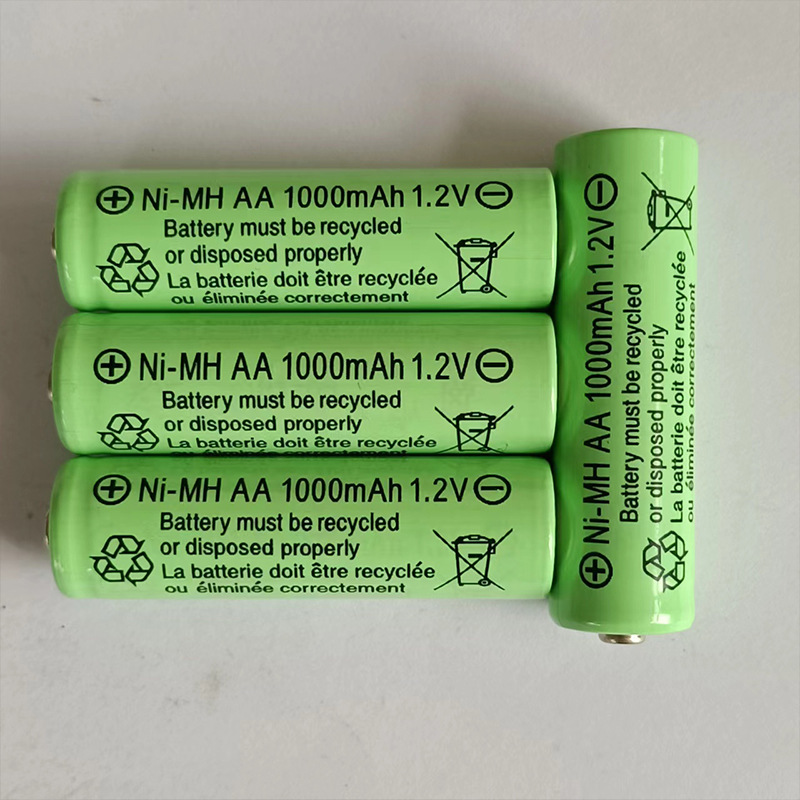 ⊕ Ni-MH AA 1000mAh 1.2V ⊖
Battery must be recycled
or disposed properly
La batterie doit être recyclée
ou éliminée correctement
⊕ Ni-MH AA 1000mAh 1.2V ⊖
Battery must be recycled
or disposed properly
La batterie doit être recyclée
ou éliminée correctement
⊕ Ni-MH AA 1000mAh 1.2V ⊖
Battery must be recycled
or disposed properly
La batterie doit être recyclée
ou éliminée correctement
⊕ Ni-MH AA 1000mAh 1.2V ⊖
Battery must be recycled
or disposed properly
La batterie doit être recyclée
ou éliminée correctement